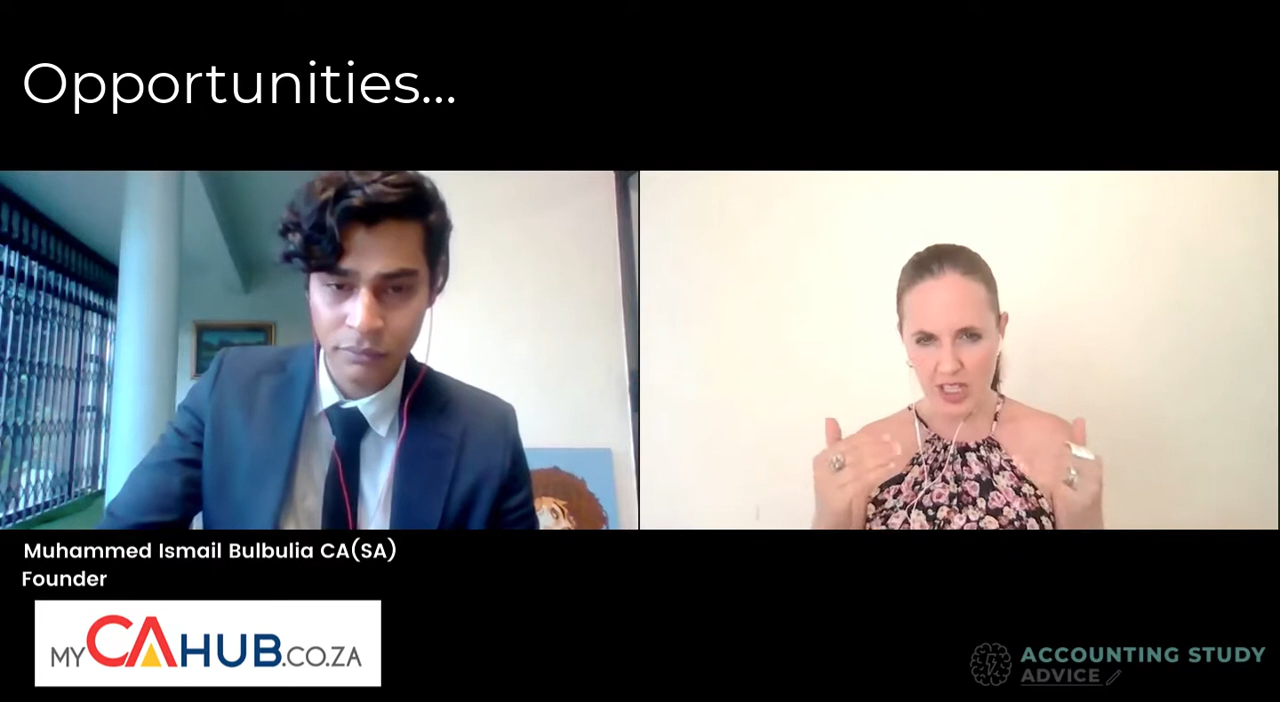 Opportunities...
Muhammed Ismail Bulbulia CA(SA)
Founder
MYCAHUB.CO.ZA
ACCOUNTING STUDY
ADVICE